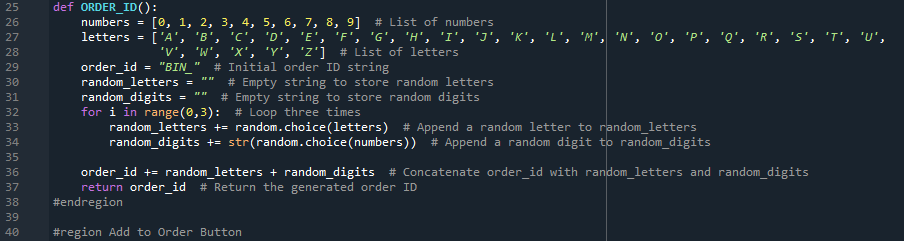 25 def ORDER_ID():
26     numbers = [0, 1, 2, 3, 4, 5, 6, 7, 8, 9]  # List of numbers
27     letters = ['A', 'B', 'C', 'D', 'E', 'F', 'G', 'H', 'I', 'J', 'K', 'L', 'M', 'N', 'O', 'P', 'Q', 'R', 'S', 'T', 'U',
28                'V', 'W', 'X', 'Y', 'Z']  # List of letters
29     order_id = "BIN_"  # Initial order ID string
30     random_letters = ""  # Empty string to store random letters
31     random_digits = ""  # Empty string to store random digits
32     for i in range(0,3):  # Loop three times
33         random_letters += random.choice(letters)  # Append a random letter to random_letters
34         random_digits += str(random.choice(numbers))  # Append a random digit to random_digits
35
36     order_id += random_letters + random_digits  # Concatenate order_id with random_letters and random_digits
37     return order_id  # Return the generated order ID
38 #endregion
39
40 #region Add to Order Button